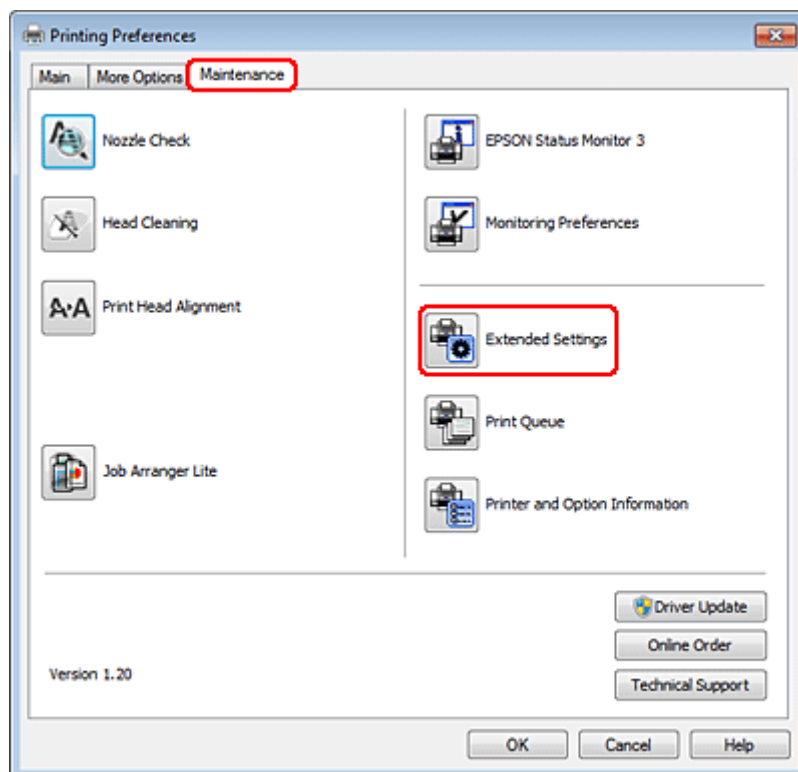 Printing Preferences
Main More Options Maintenance
Nozzle Check
Head Cleaning
A·A Print Head Alignment
Job Arranger Lite
EPSON Status Monitor 3
Monitoring Preferences
Extended Settings
Print Queue
Printer and Option Information
Driver Update
Online Order
Technical Support
Version 1.20
OK Cancel Help